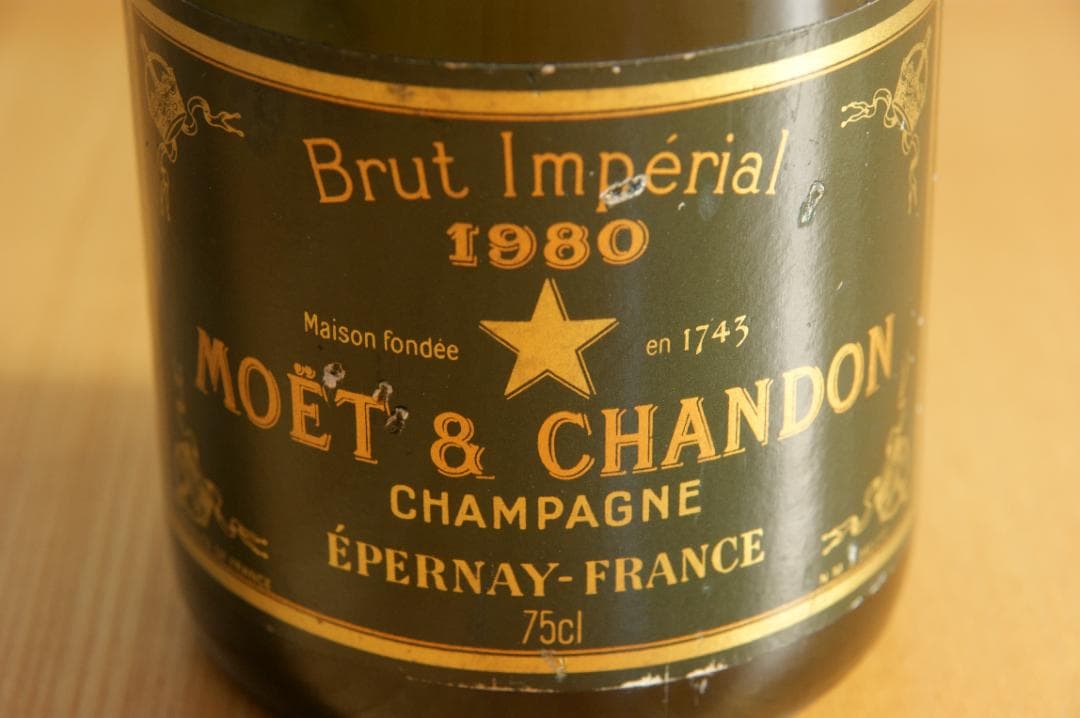 Brut Impérial
1980
Maison fondée en 1743
MOËT & CHANDON
CHAMPAGNE
ÉPERNAY-FRANCE
75cl